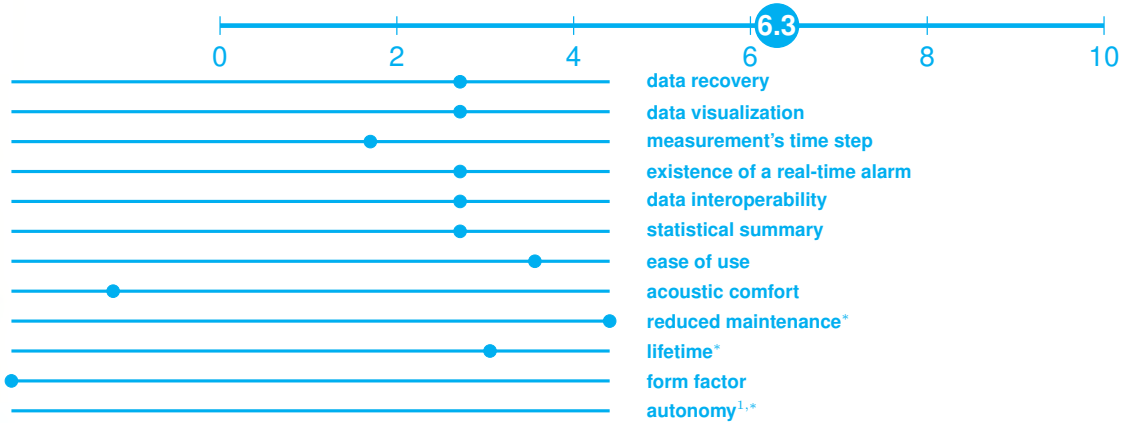 6.3
0 2 4 6 8 10
data recovery
data visualization
measurement's time step
existence of a real-time alarm
data interoperability
statistical summary
ease of use
acoustic comfort
reduced maintenance*
lifetime*
form factor
autonomy1,*